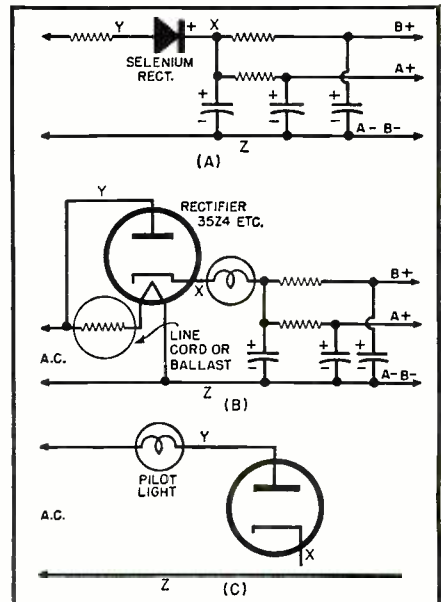 Y
+
X
B+
SELENIUM
RECT.
A+
+
+
+
-
-
-
A- B-
Z
(A)
Y
RECTIFIER
35Z4 ETC.
X
B+
A+
A.C.
LINE
CORD OR
BALLAST
+
+
+
-
-
-
A- B-
Z
(B)
Y
PILOT
LIGHT
A.C.
X
Z
(C)